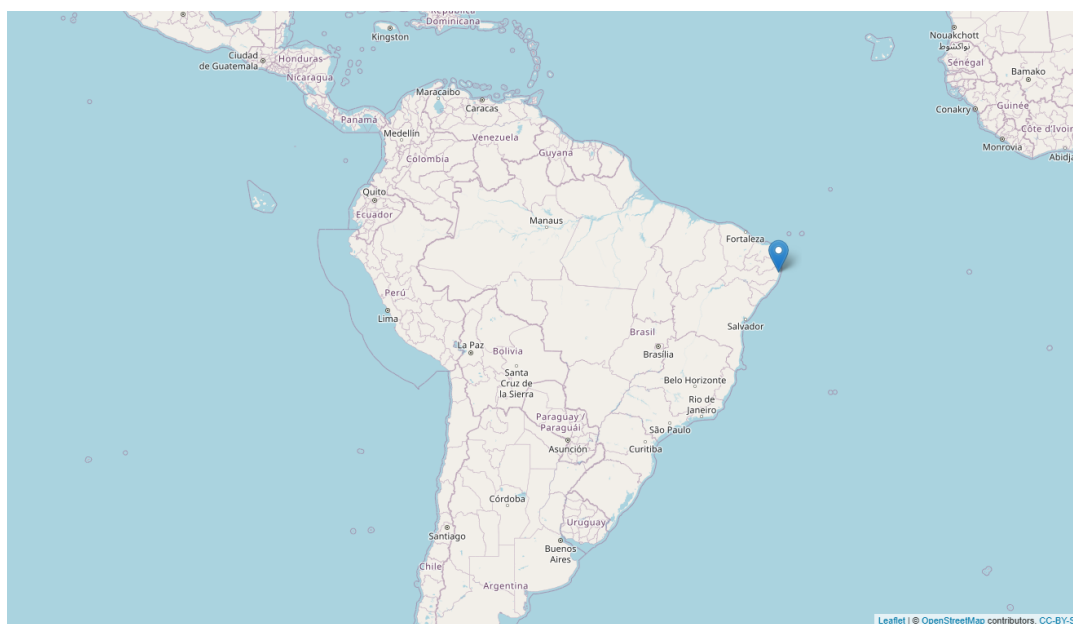 República
Dominicana
Kingston
Ciudad
de Guatemala
Honduras
Nicaragua
Nouakchott
نواكشوط
Sénégal
Bamako
Maracaibo
Caracas
Panamá
Medellín
Venezuela
Guyana
Colombia
Conakry
Guinée
Côte d'Ivoir
Monrovia
Abidja
Quito
Ecuador
Manaus
Fortaleza
Perú
Lima
Salvador
Brasil
La Paz
Bolivia
Brasília
Santa
Cruz de
la Sierra
Belo Horizonte
Rio de
Janeiro
Paraguay /
Paraguái
São Paulo
Asunción
Curitiba
Córdoba
Uruguay
Santiago
Buenos
Aires
Chile
Argentina
Leaflet | © OpenStreetMap contributors, CC-BY-S